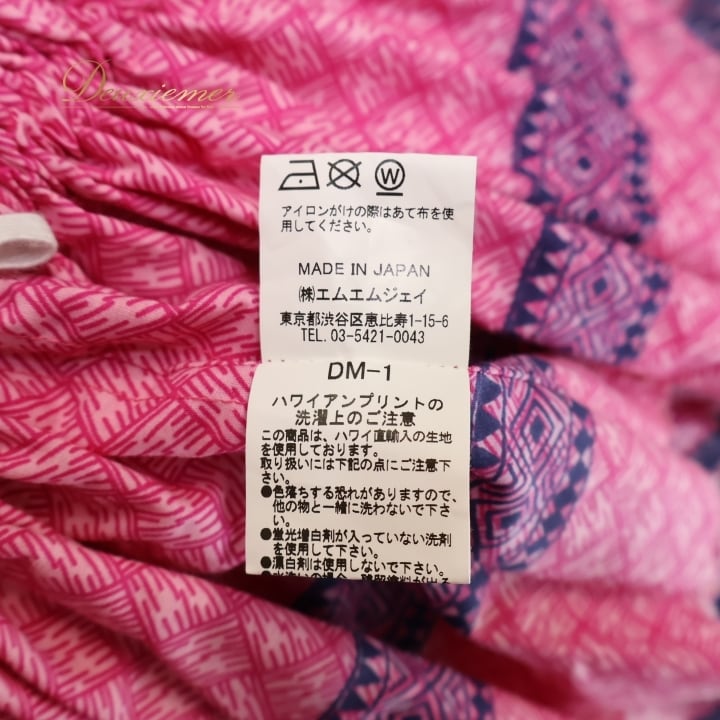 Dearriemer
W
アイロンがけの際はあて布を使
用してください。
MADE IN JAPAN
㈱エムエムジェイ
東京都渋谷区恵比寿1-15-6
TEL. 03-5421-0043
DM-1
ハワイアンプリントの
洗濯上のご注意
この商品は、ハワイ直輸入の生地
を使用しております。
取り扱いには下記の点にご注意下
さい。
●色落ちする恐れがありますので、
他の物と一緒に洗わないで下さ
い。
●蛍光増白剤が入っていない洗剤
を使用して下さい。
●漂白剤は使用しないで下さい。